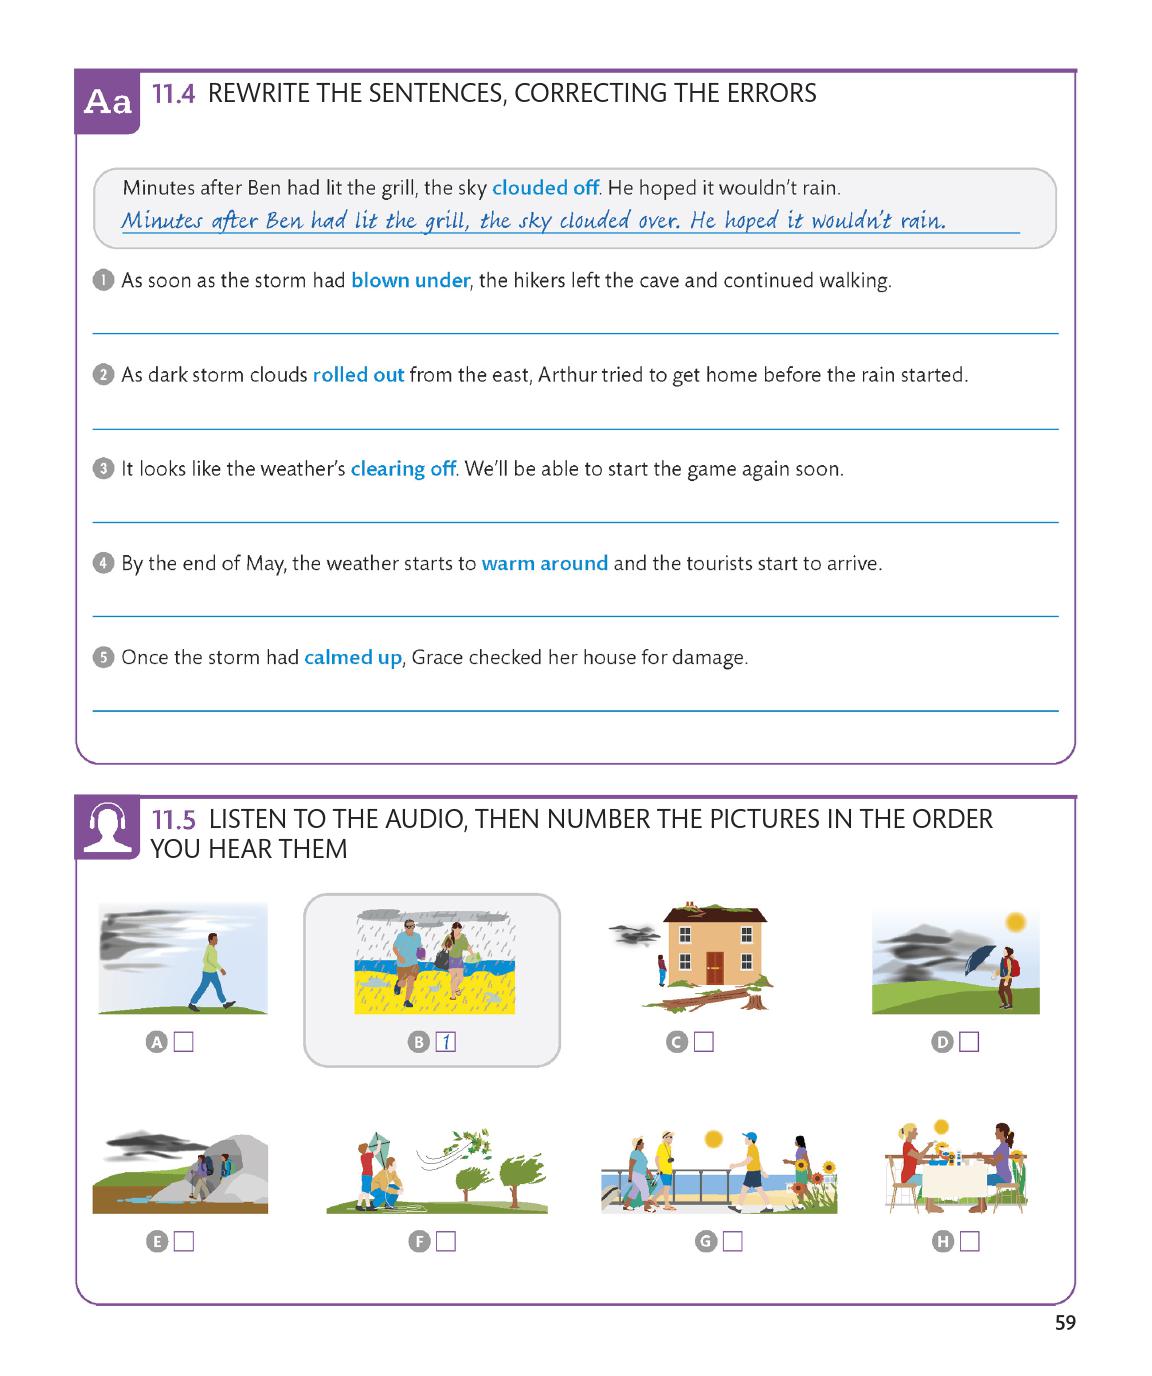 Aa
11.4 REWRITE THE SENTENCES, CORRECTING THE ERRORS
Minutes after Ben had lit the grill, the sky clouded off. He hoped it wouldn't rain.
Minutes after Ben had lit the grill, the sky clouded over. He hoped it wouldn't rain.
1 As soon as the storm had blown under, the hikers left the cave and continued walking.
2 As dark storm clouds rolled out from the east, Arthur tried to get home before the rain started.
3 It looks like the weather's clearing off. We'll be able to start the game again soon.
4 By the end of May, the weather starts to warm around and the tourists start to arrive.
5 Once the storm had calmed up, Grace checked her house for damage.
11.5 LISTEN TO THE AUDIO, THEN NUMBER THE PICTURES IN THE ORDER
YOU HEAR THEM
A
B 1
C
D
E
F
G
H
59